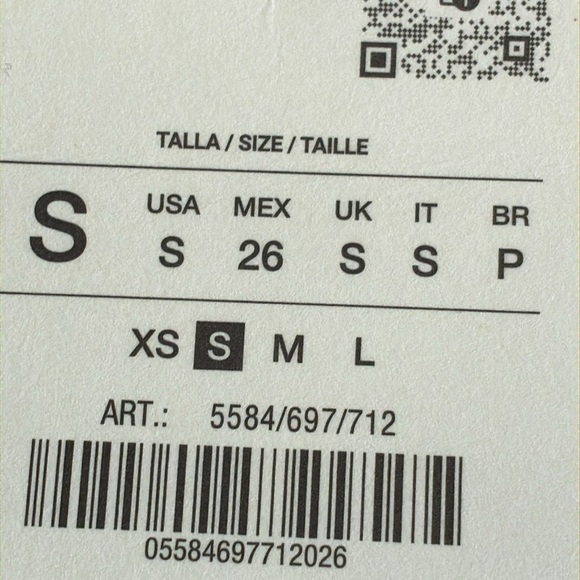 TALLA / SIZE / TAILLE
S USA MEX UK IT BR
S 26 S S P
XS S M L
ART.: 5584/697/712
05584697712026